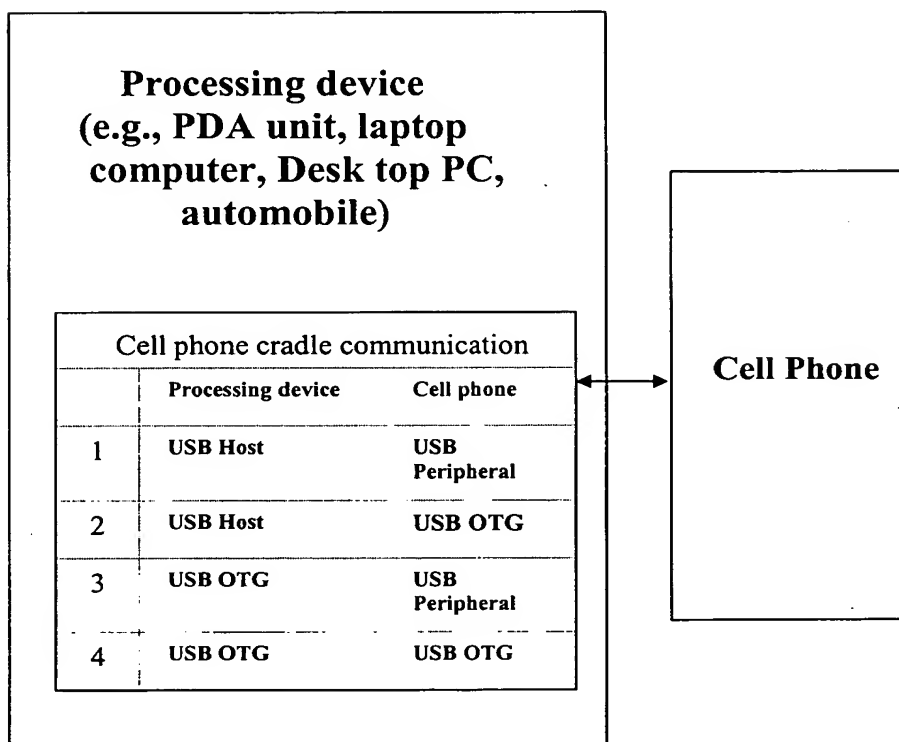 Processing device
(e.g., PDA unit, laptop
computer, Desk top PC,
automobile)
Cell phone cradle communication
Processing device Cell phone
1 USB Host USB
Peripheral
2 USB Host USB OTG
3 USB OTG USB
Peripheral
4 USB OTG USB OTG
Cell Phone